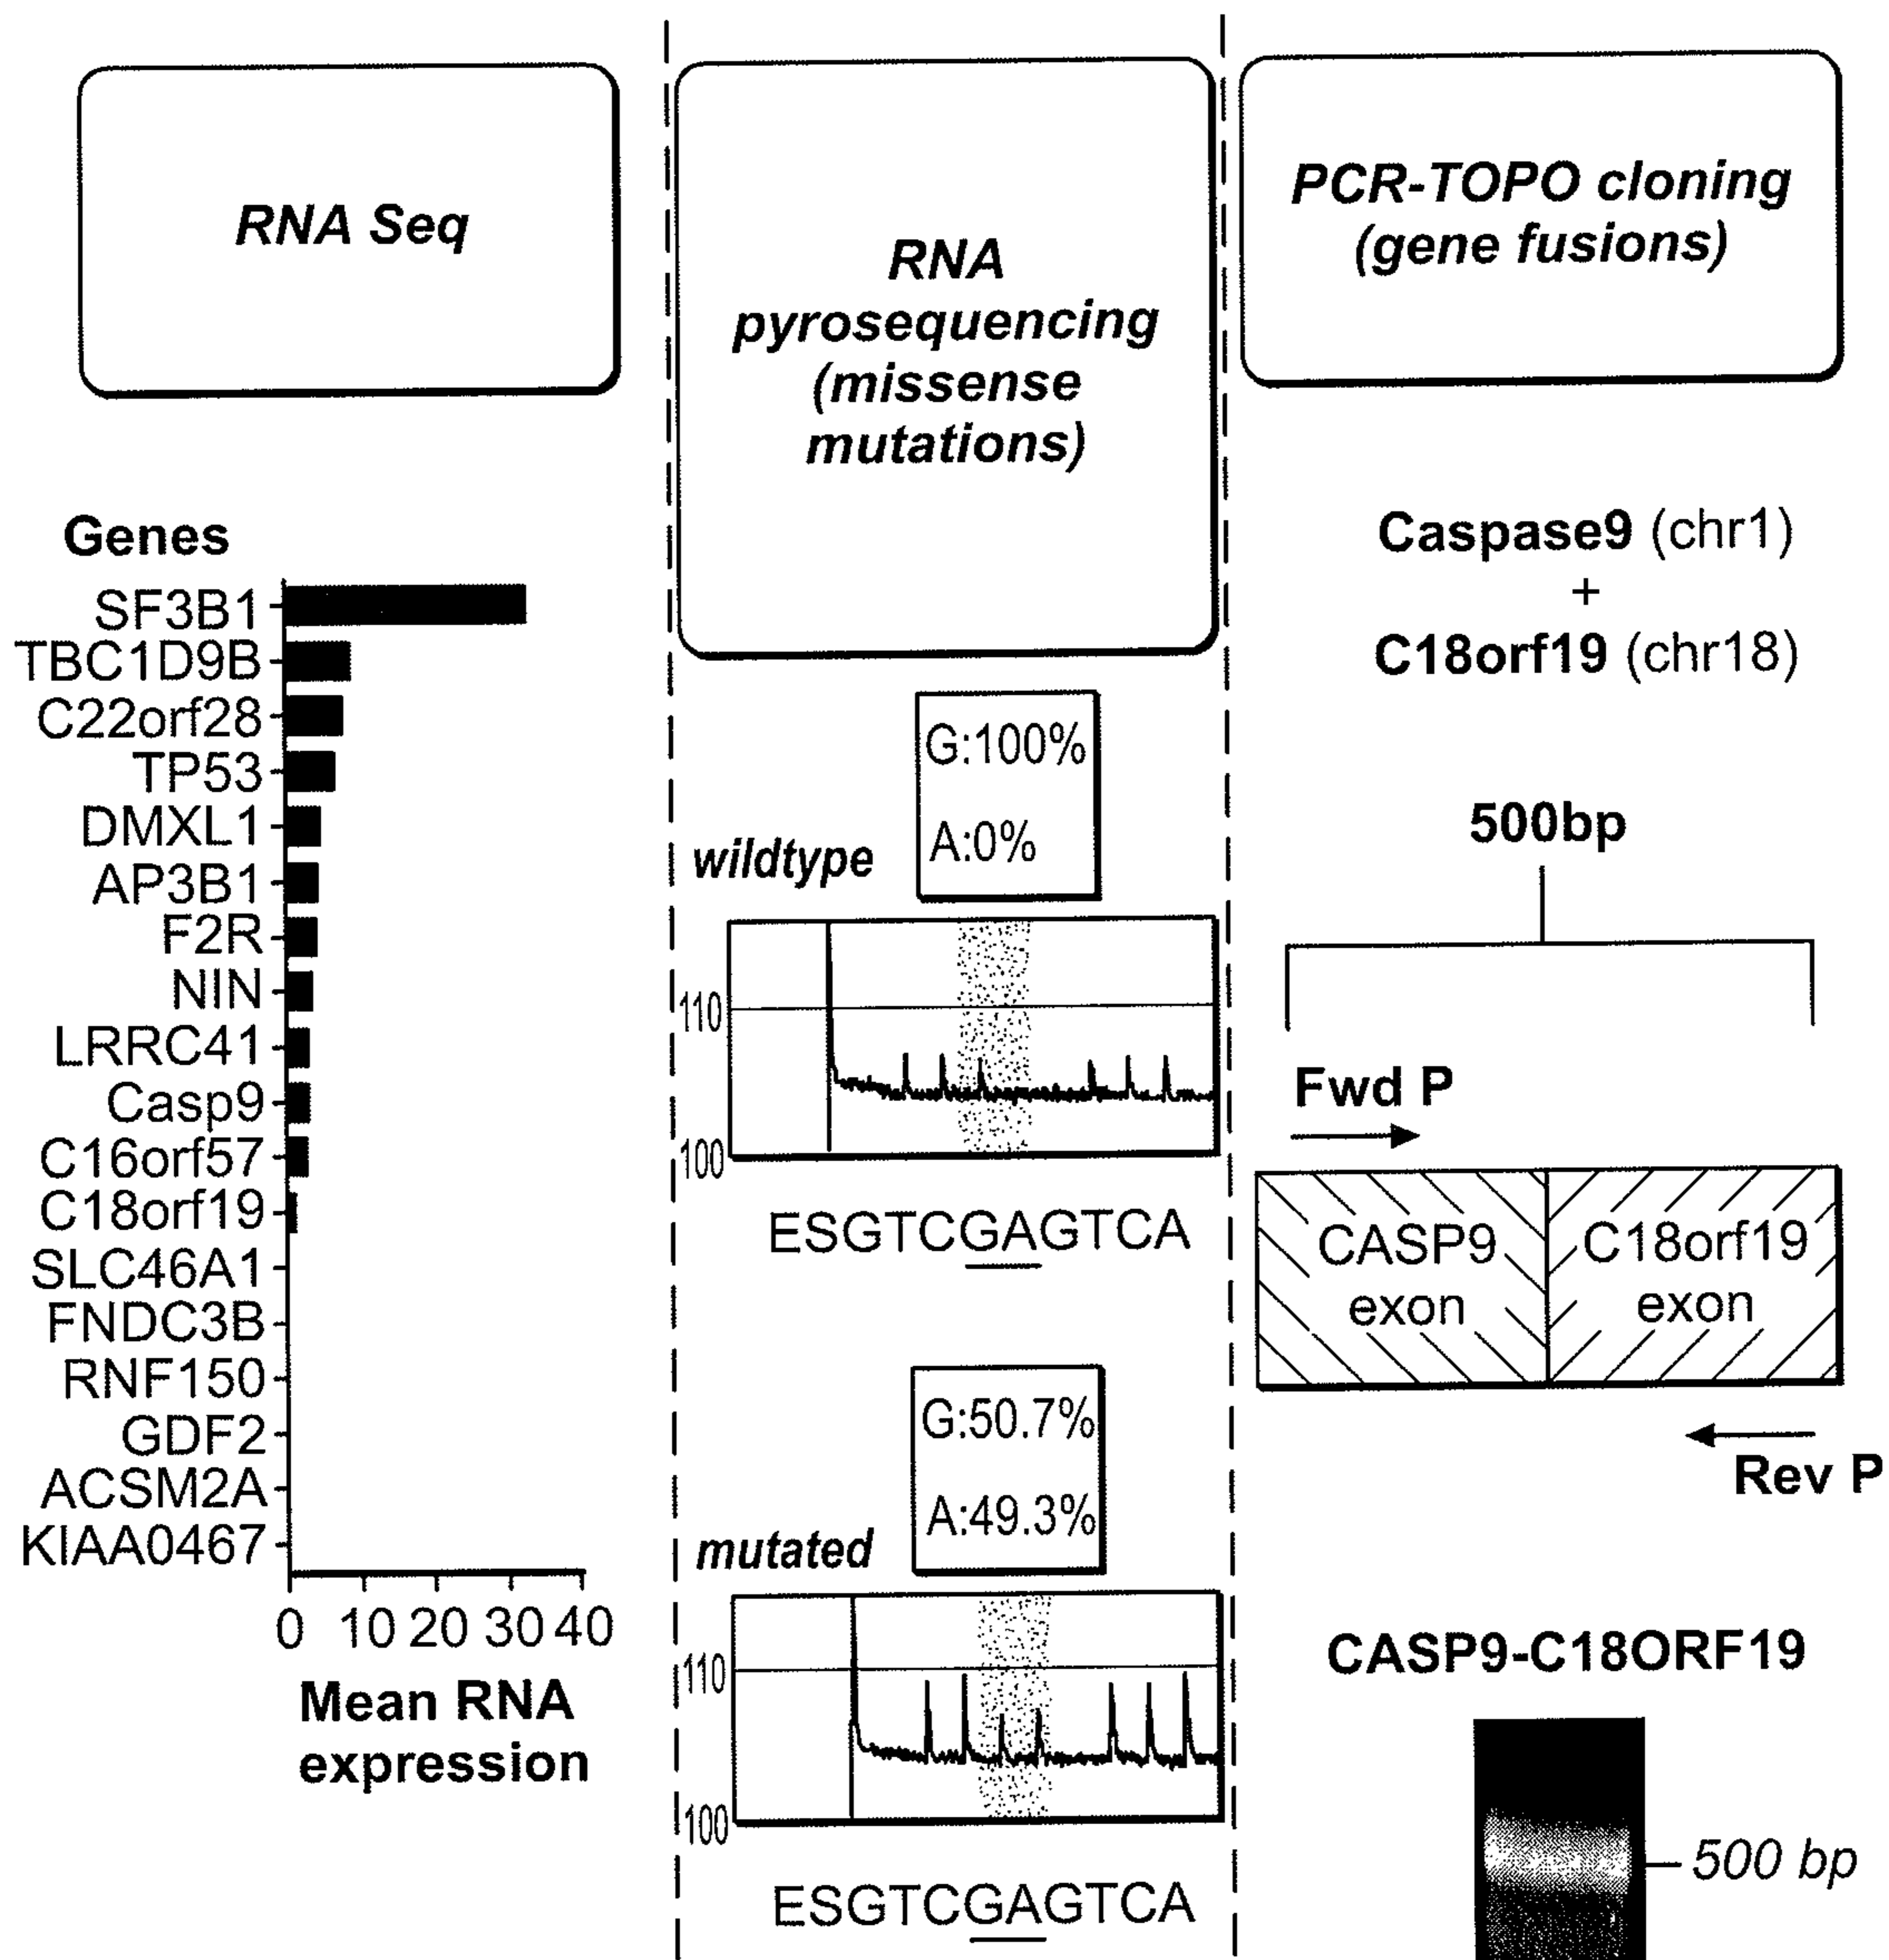 RNA Seq
Genes
SF3B1
TBC1D9B
C22orf28
TP53
DMXL1
AP3B1
F2R
NIN
LRRC41
Casp9
C16orf57
C18orf19
SLC46A1
FNDC3B
RNF150
GDF2
ACSM2A
KIAA0467
0 10 20 30 40
Mean RNA
expression
RNA
pyrosequencing
(missense
mutations)
G:100%
A:0%
wildtype
110
100
ESGTCGAGTCA
G:50.7%
A:49.3%
mutated
110
100
ESGTCGAGTCA
PCR-TOPO cloning
(gene fusions)
Caspase9 (chr1)
+
C18orf19 (chr18)
500bp
Fwd P
CASP9
exon
C18orf19
exon
Rev P
CASP9-C18ORF19
500 bp